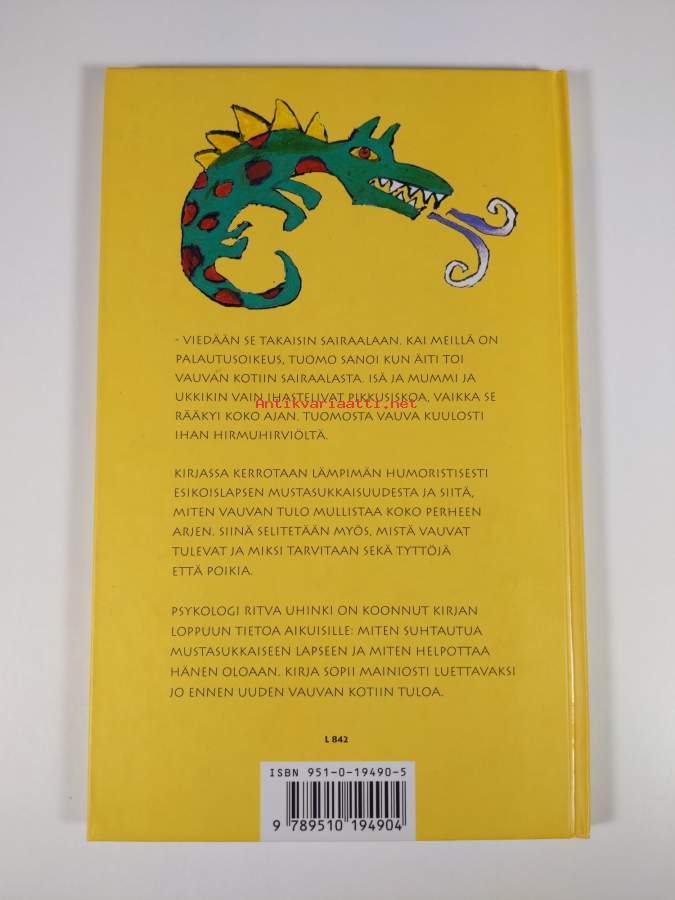 - VIEDÄÄN SE TAKAISIN SAIRAALAAN. KAI MEILLÄ ON
PALAUTUSOIKEUS, TUOMO SANOI KUN ÄITI TOI
VAUVAN KOTIIN SAIRAALASTA. ISÄ JA MUMMI JA
UKKIKIN VAIN IHASTELIVAT PIKKUSISKOA, VAIKKA SE
Antikvariaatti.net
RÄÄKYI KOKO AJAN. TUOMOSTA VAUVA KUULOSTI
IHAN HIRMUHIRVIÖLTÄ.
KIRJASSA KERROTAAN LÄMPIMÄN HUMORISTISESTI
ESIKOISLAPSEN MUSTASUKKAISUUDESTA JA SIITÄ,
MITEN VAUVAN TULO MULLISTAA KOKO PERHEEN
ARJEN. SIINÄ SELITETÄÄN MYÖS, MISTÄ VAUVAT
TULEVAT JA MIKSI TARVITAAN SEKÄ TYTTÖJÄ
ETTÄ POIKIA.
PSYKOLOGI RITVA UHINKI ON KOONNUT KIRJAN
LOPPUUN TIETOA AIKUISILLE: MITEN SUHTAUTUA
MUSTASUKKAISEEN LAPSEEN JA MITEN HELPOTTAA
HÄNEN OLOAAN. KIRJA SOPII MAINIOSTI LUETTAVAKSI
JO ENNEN UUDEN VAUVAN KOTIIN TULOA.
L 842
ISBN 951-0-19490-5
9 789510 194904